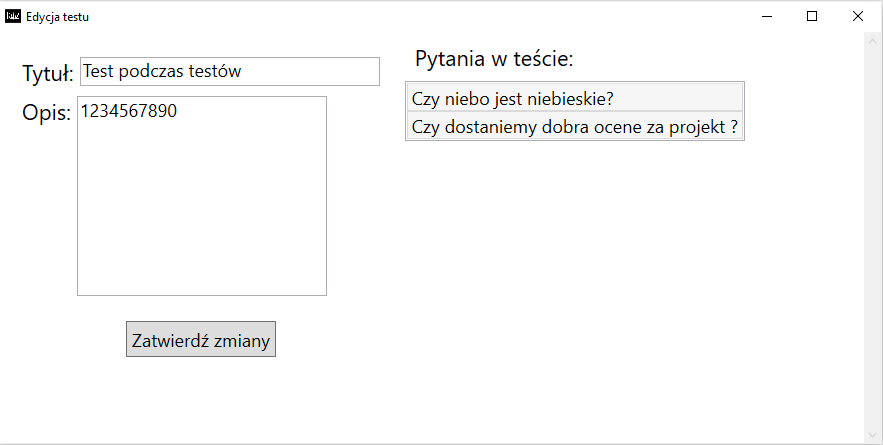 Edycja testu
Tytuł: Test podczas testów
Opis: 1234567890
Zatwierdź zmiany
Pytania w teście:
Czy niebo jest niebieskie?
Czy dostaniemy dobra ocene za projekt ?